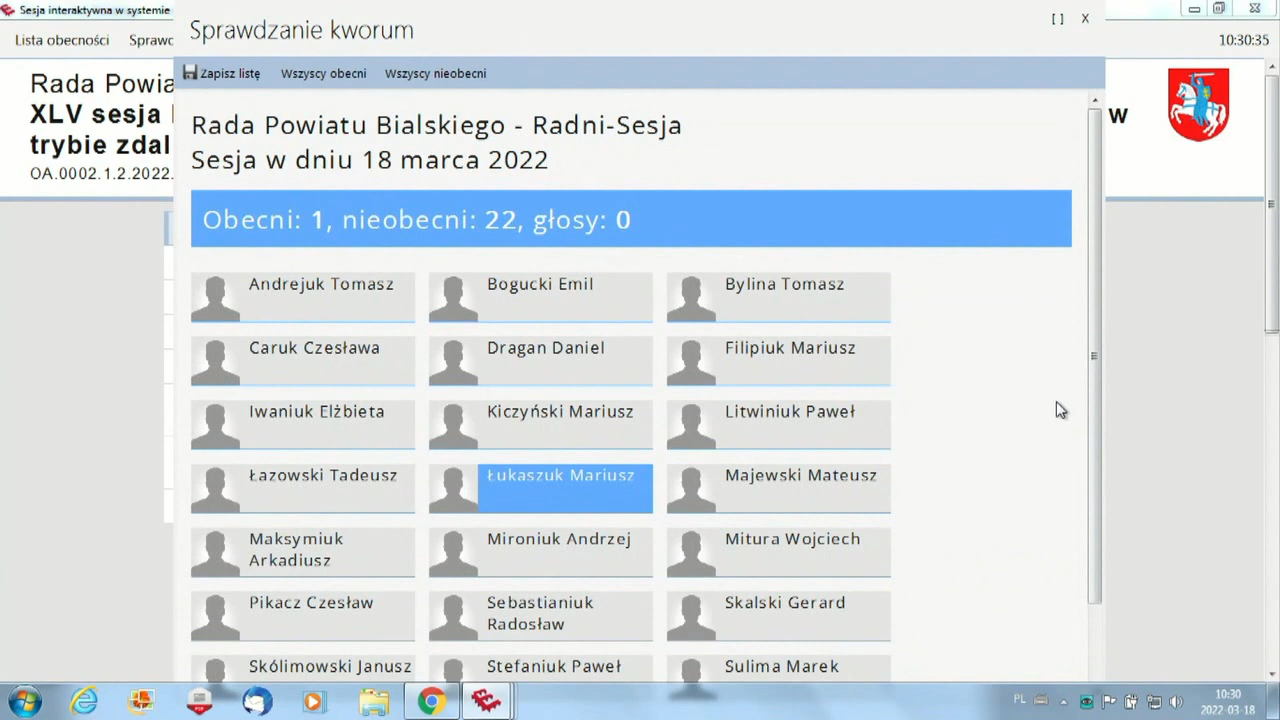 Sesja interaktywna w systemie
Sprawdzanie kworum
[ ] X
Lista obecności
10:30:35
Zapisz listę Wszyscy obecni Wszyscy nieobecni
Rada
XLV sesja
w
OA.0002.1.2.2022.
Rada Powiatu Bialskiego - Radni-Sesja
Sesja w dniu 18 marca 2022
Obecni: 1, nieobecni: 22, głosy: 0
Andrejuk Tomasz
Bogucki Emil
Bylina Tomasz
Caruk Czesława
Dragan Daniel
Filipiuk Mariusz
Iwaniuk Elżbieta
Kiczyński Mariusz
Litwiniuk Paweł
Łazowski Tadeusz
Łukaszuk Mariusz
Majewski Mateusz
Maksymiuk
Arkadiusz
Mironiuk Andrzej
Mitura Wojciech
Pikacz Czesław
Sebastianiuk
Radosław
Skalski Gerard
Skólimowski Janusz
Stefaniuk Paweł
Sulima Marek
PL
10:30
2022-03-18